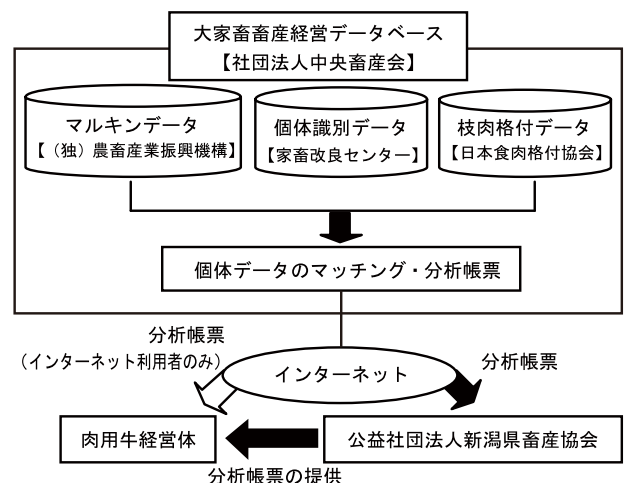 大家畜畜産経営データベース
【社団法人中央畜産会】
マルキンデータ
【（独）農畜産業振興機構】
個体識別データ
【家畜改良センター】
枝肉格付データ
【日本食肉格付協会】
個体データのマッチング・分析帳票
分析帳票
（インターネット利用者のみ）
インターネット
分析帳票
肉用牛経営体
公益社団法人新潟県畜産協会
分析帳票の提供